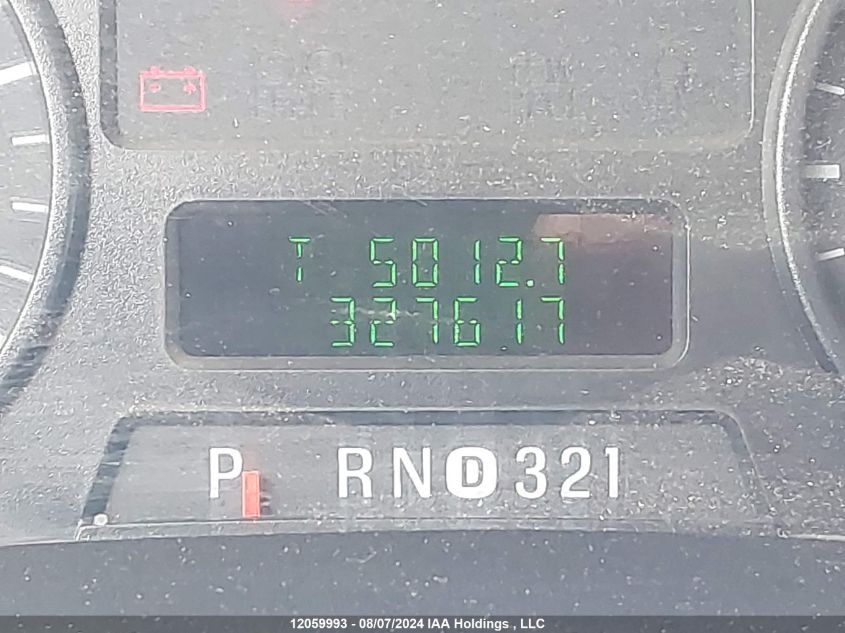 T 5012.7
327617
P RND321
12059993 - 08/07/2024 IAA Holdings , LLC